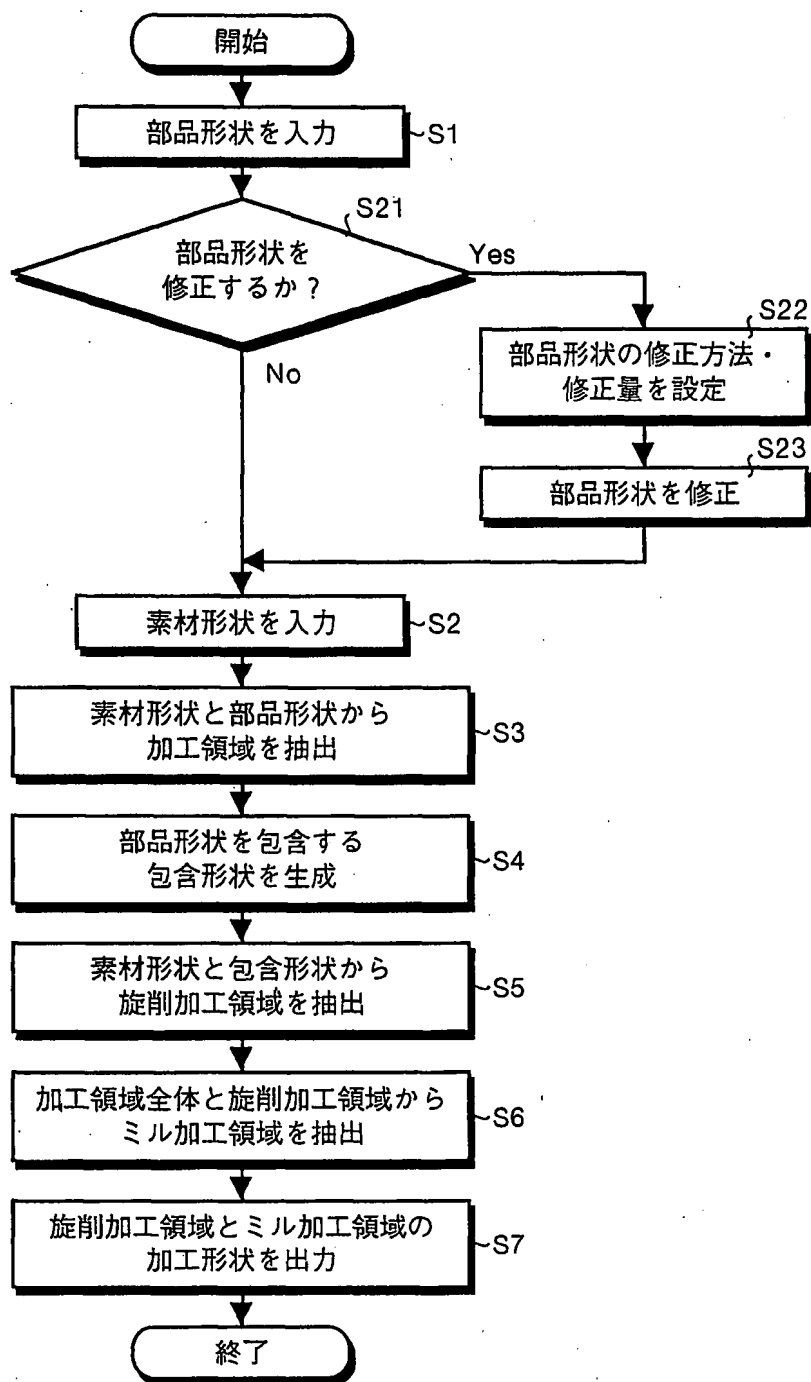 開始
部品形状を入力
~S1
S21
部品形状を
修正するか？
Yes
No
S22
部品形状の修正方法・
修正量を設定
S23
部品形状を修正
素材形状を入力
~S2
素材形状と部品形状から
加工領域を抽出
~S3
部品形状を包含する
包含形状を生成
~S4
素材形状と包含形状から
旋削加工領域を抽出
~S5
加工領域全体と旋削加工領域から
ミル加工領域を抽出
~S6
旋削加工領域とミル加工領域の
加工形状を出力
~S7
終了